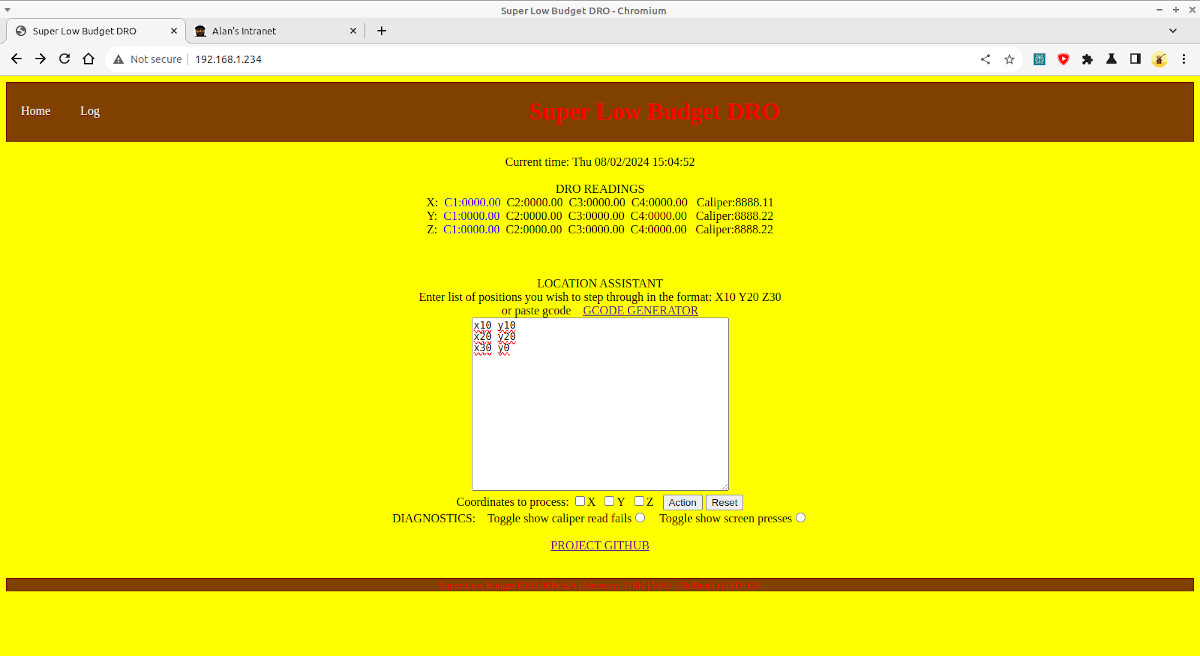 Super Low Budget DRO - Chromium
Super Low Budget DRO
Alan's Intranet
Not secure 192.168.1.234
Home Log Super Low Budget DRO
Current time: Thu 08/02/2024 15:04:52
DRO READINGS
X: C1:0000.00 C2:0000.00 C3:0000.00 C4:0000.00 Caliper:8888.11
Y: C1:0000.00 C2:0000.00 C3:0000.00 C4:0000.00 Caliper:8888.22
Z: C1:0000.00 C2:0000.00 C3:0000.00 C4:0000.00 Caliper:8888.22
LOCATION ASSISTANT
Enter list of positions you wish to step through in the format: X10 Y20 Z30
or paste gcode GCODE GENERATOR
x10 y10
x20 y20
x30 y0
Coordinates to process: X Y Z Action Reset
DIAGNOSTICS: Toggle show caliper read fails Toggle show screen presses
PROJECT GITHUB